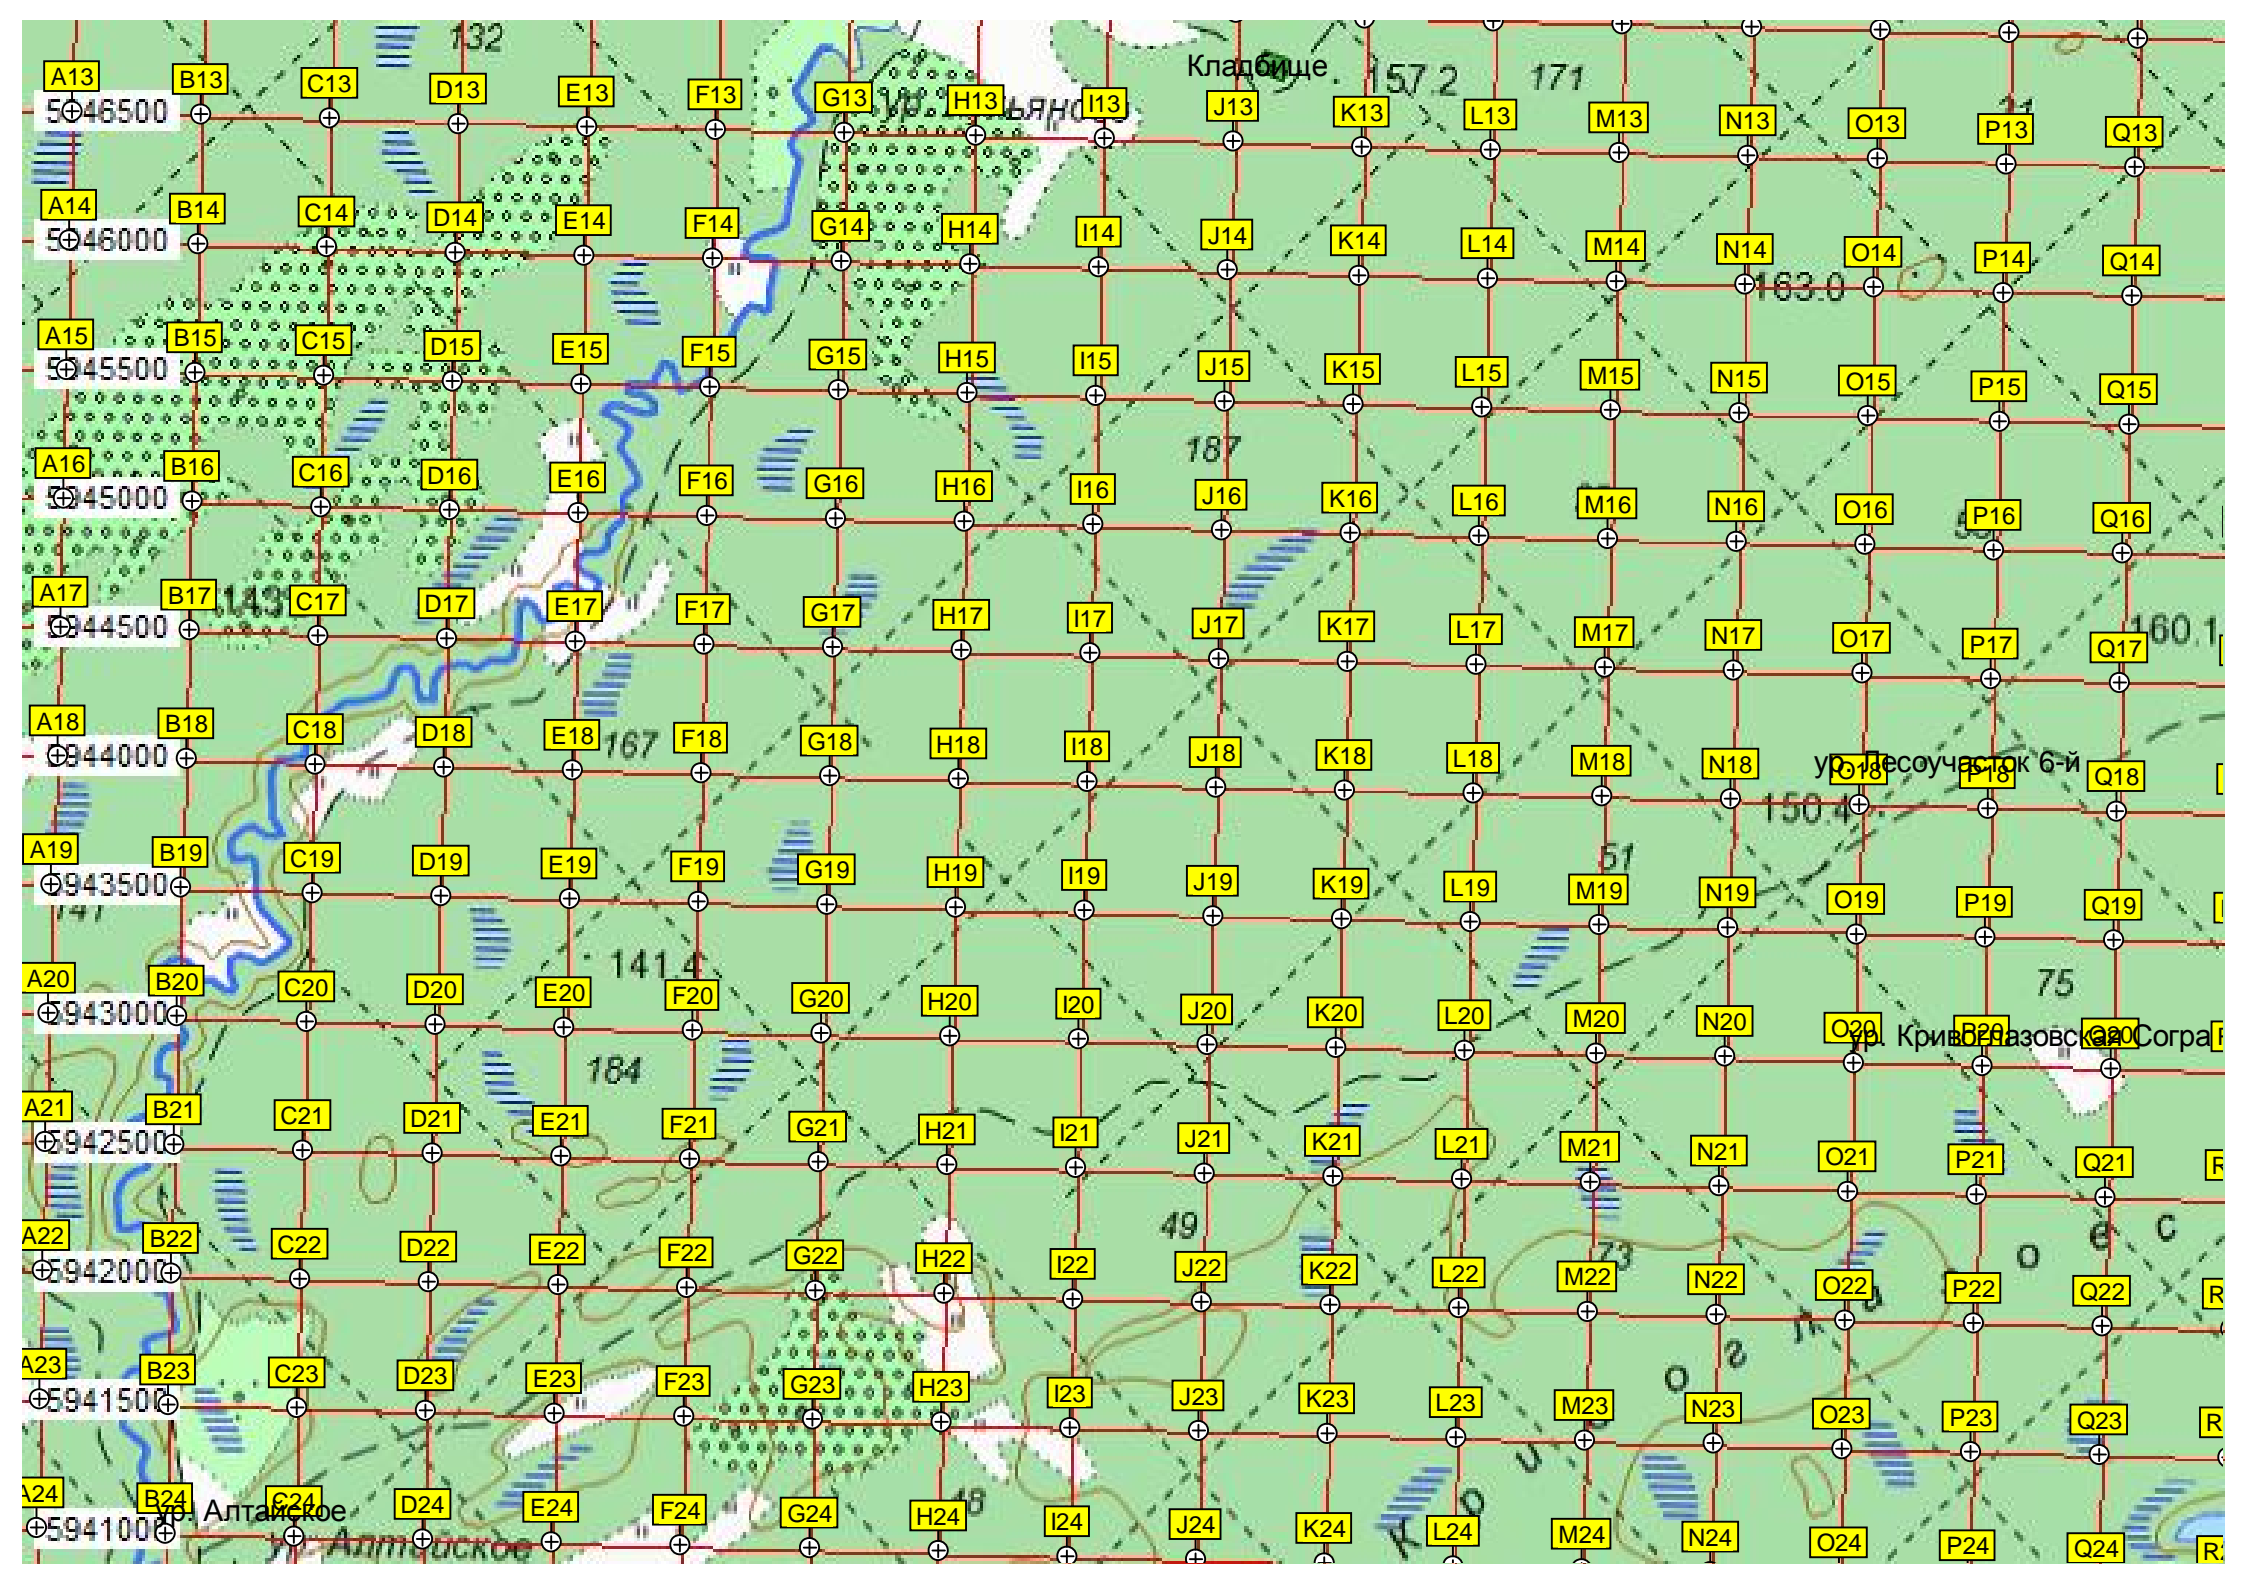 132
Кладбище
157.2 171
A13 B13 C13 D13 E13 F13 G13 H13 I13 J13 K13 L13 M13 N13 O13 P13 Q13
5946500
A14 B14 C14 D14 E14 F14 G14 H14 I14 J14 K14 L14 M14 N14 O14 P14 Q14
5946000
163.0
A15 B15 C15 D15 E15 F15 G15 H15 I15 J15 K15 L15 M15 N15 O15 P15 Q15
5945500
187
A16 B16 C16 D16 E16 F16 G16 H16 I16 J16 K16 L16 M16 N16 O16 P16 Q16
5945000
A17 B17 C17 D17 E17 F17 G17 H17 I17 J17 K17 L17 M17 N17 O17 P17 Q17
5944500
160.1
A18 B18 C18 D18 E18 F18 G18 H18 I18 J18 K18 L18 M18 N18 O18 P18 Q18
5944000
167
ур. Лесоучасток 6-й
150.4
51
A19 B19 C19 D19 E19 F19 G19 H19 I19 J19 K19 L19 M19 N19 O19 P19 Q19
5943500
141.4
75
A20 B20 C20 D20 E20 F20 G20 H20 I20 J20 K20 L20 M20 N20 O20 P20 Q20
5943000
ур. Кривоглазовская Согра
184
A21 B21 C21 D21 E21 F21 G21 H21 I21 J21 K21 L21 M21 N21 O21 P21 Q21
5942500
49
73
A22 B22 C22 D22 E22 F22 G22 H22 I22 J22 K22 L22 M22 N22 O22 P22 Q22
5942000
A23 B23 C23 D23 E23 F23 G23 H23 I23 J23 K23 L23 M23 N23 O23 P23 Q23
5941500
A24 B24 C24 D24 E24 F24 G24 H24 I24 J24 K24 L24 M24 N24 O24 P24 Q24
5941000
48
ур. Алтайское
ур. Алтайское